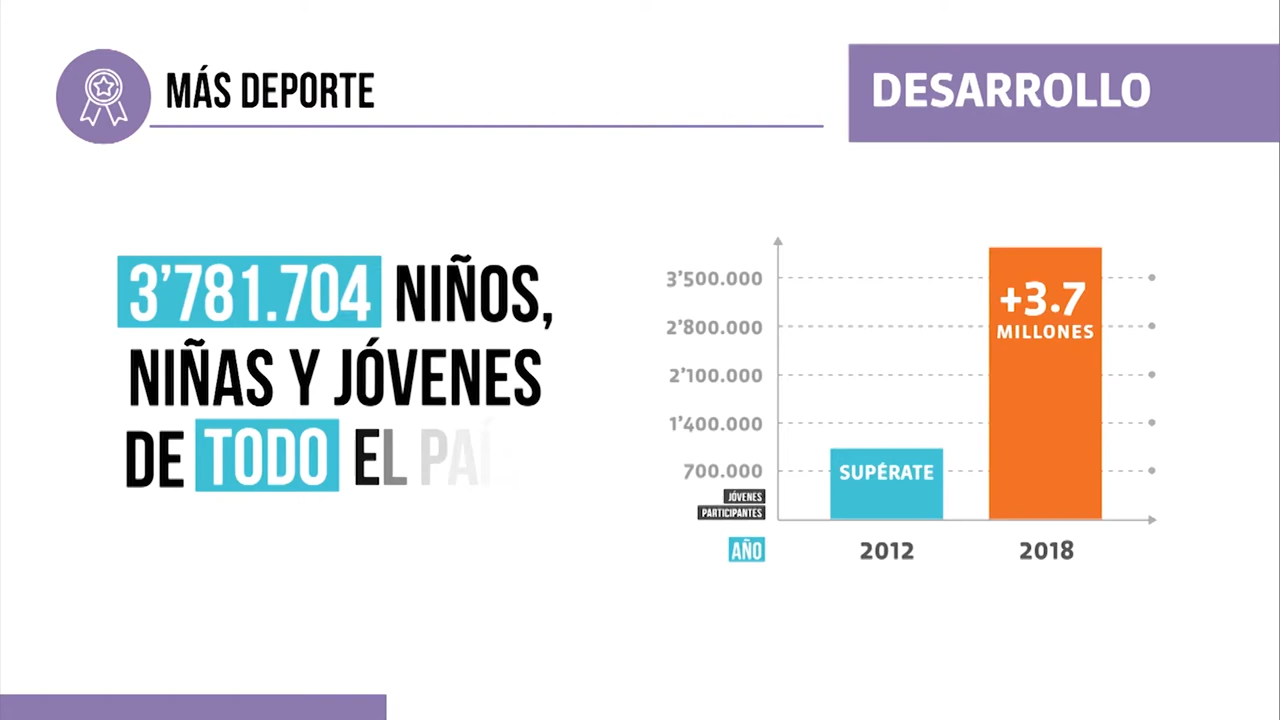 MÁS DEPORTE
DESARROLLO
3’781.704 NIÑOS,
NIÑAS Y JÓVENES
DE TODO EL PAÍ
3’500.000
2’800.000
2’100.000
1’400.000
700.000
JÓVENES
PARTICIPANTES
AÑO
SUPÉRATE
+3.7
MILLONES
2012
2018